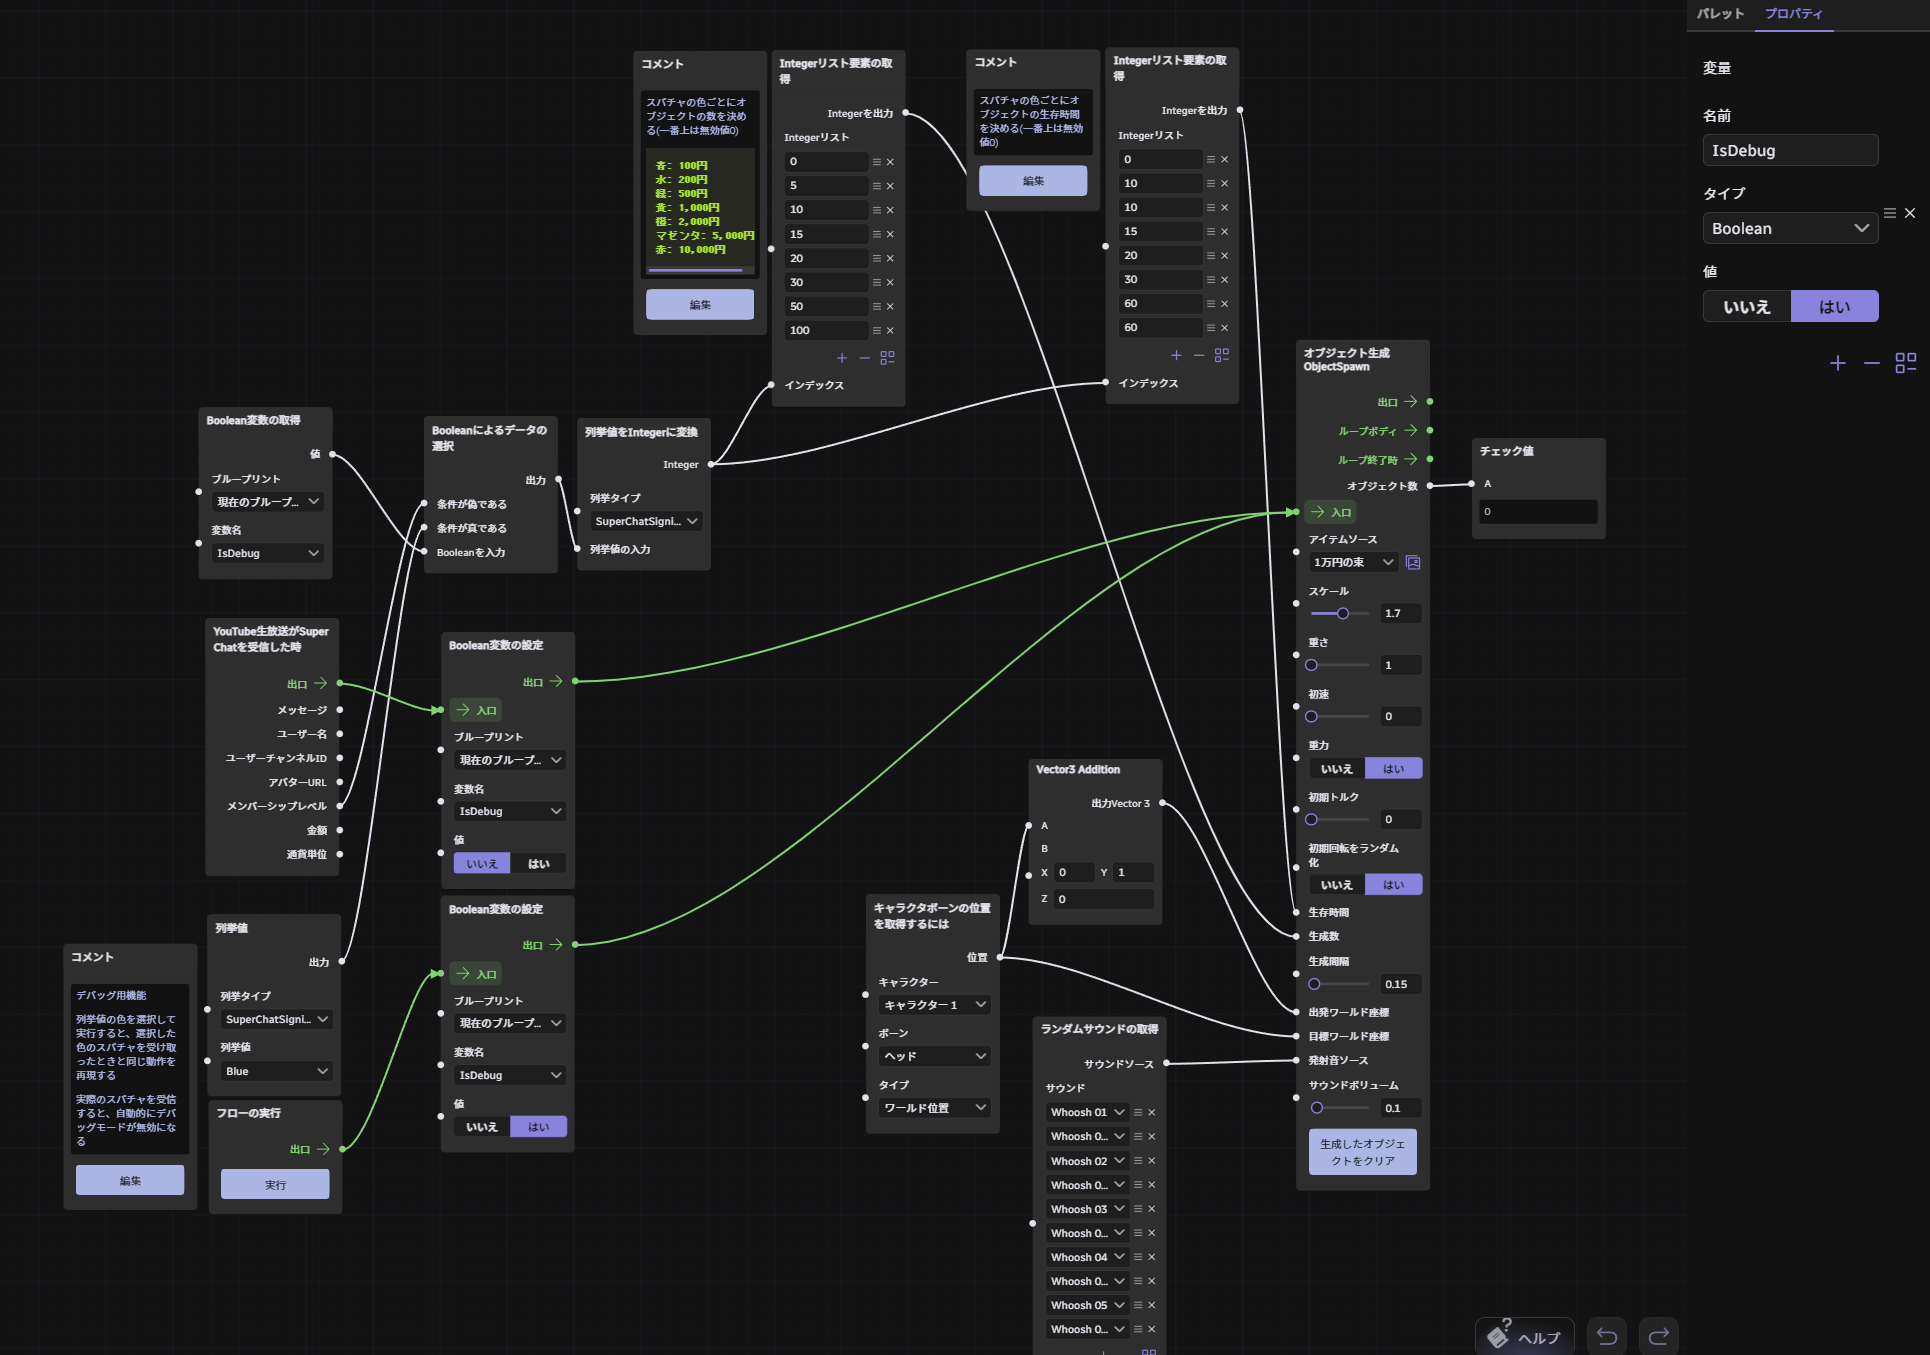 パレット
プロパティ
変量
名前
IsDebug
タイプ
Boolean
値
いいえ
はい
コメント
スパチャの色ごとにオ
ブジェクトの数を決め
る(一番上は無効値0)
青: 100円
水: 200円
緑: 500円
黄: 1,000円
橙: 2,000円
マゼンタ: 5,000円
赤: 10,000円
編集
Integerリスト要素の取
得
Integerを出力
Integerリスト
0
5
10
15
20
30
50
100
インデックス
コメント
スパチャの色ごとにオ
ブジェクトの生存時間
を決める(一番上は無効
値0)
編集
Integerリスト要素の取
得
Integerを出力
Integerリスト
0
10
10
15
20
30
60
60
インデックス
Boolean変数の取得
値
ブループリント
現在のブループ...
変数名
IsDebug
Booleanによるデータの
選択
出力
条件が偽である
条件が真である
Booleanを入力
列挙値をIntegerに変換
Integer
列挙タイプ
SuperChatSigni...
列挙値の入力
YouTube生放送がSuper
Chatを受信した時
出口
メッセージ
ユーザー名
ユーザーチャンネルID
アバターURL
メンバーシップレベル
金額
通貨単位
Boolean変数の設定
出口
入口
ブループリント
現在のブループ...
変数名
IsDebug
値
いいえ
はい
Boolean変数の設定
出口
入口
ブループリント
現在のブループ...
変数名
IsDebug
値
いいえ
はい
コメント
デバッグ用機能
列挙値の色を選択して
実行すると、選択した
色のスパチャを受け取
ったときと同じ動作を
再現する
実際のスパチャを受信
すると、自動的にデバ
ッグモードが無効にな
る
編集
列挙値
出力
列挙タイプ
SuperChatSigni...
列挙値
Blue
フローの実行
出口
実行
キャラクタボーンの位置
を取得するには
位置
キャラクター
キャラクター 1
ボーン
ヘッド
タイプ
ワールド位置
Vector3 Addition
出力Vector 3
A
B
X 0 Y 1
Z 0
ランダムサウンドの取得
サウンドソース
サウンド
Whoosh 01
Whoosh 0...
Whoosh 02
Whoosh 0...
Whoosh 03
Whoosh 0...
Whoosh 04
Whoosh 0...
Whoosh 05
Whoosh 0...
オブジェクト生成
ObjectSpawn
出口
ループボディ
ループ終了時
オブジェクト数
入口
アイテムソース
1万円の束
スケール
1.7
重さ
1
初速
0
重力
いいえ
はい
初期トルク
0
初期回転をランダム
化
いいえ
はい
生存時間
生成数
生成間隔
0.15
出発ワールド座標
目標ワールド座標
発射音ソース
サウンドボリューム
0.1
生成したオブジェ
クトをクリア
チェック値
A
0
ヘルプ